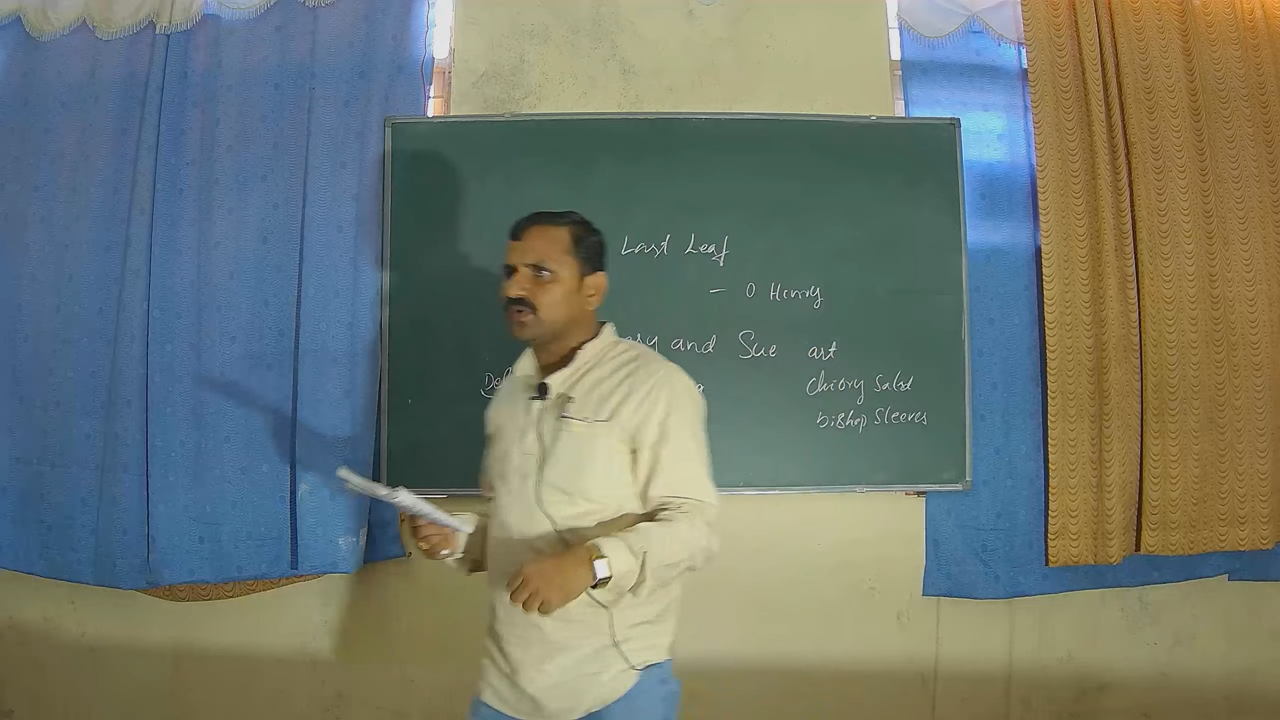 Last Leaf
- O Henry
and Sue art
chicory Salad
bishop Sleeves